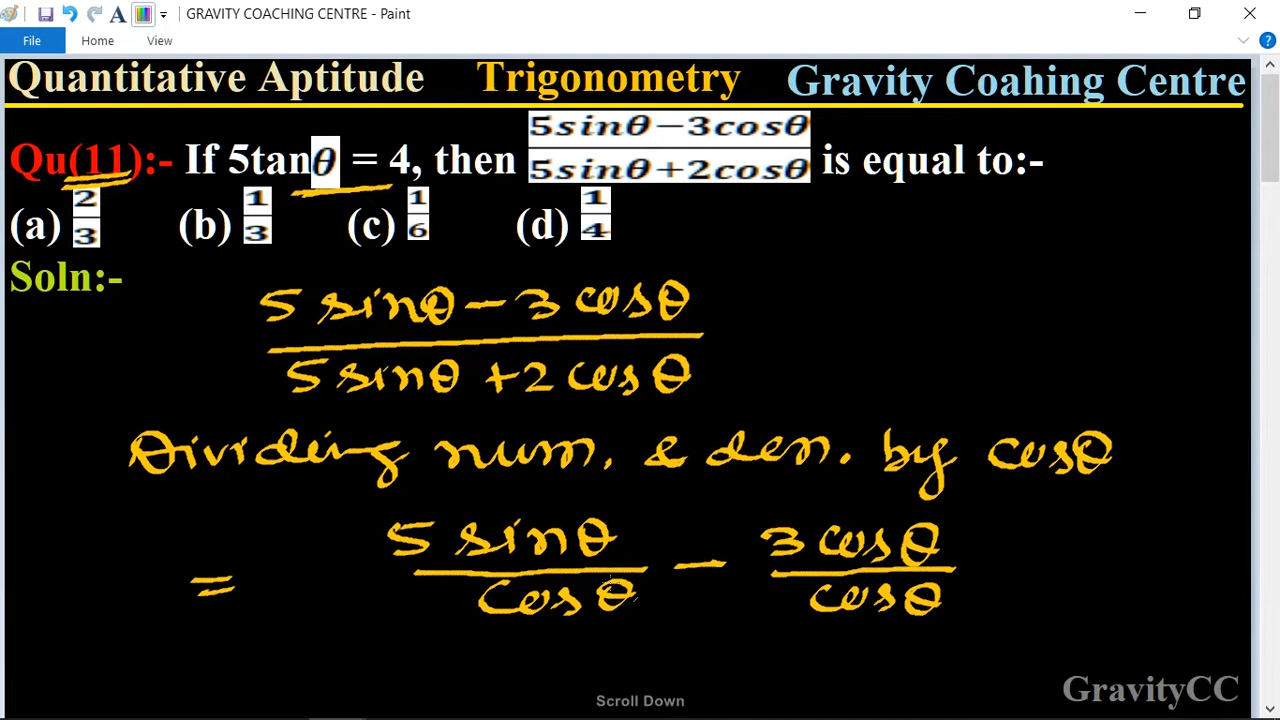 GRAVITY COACHING CENTRE - Paint
File Home View
Quantitative Aptitude Trigonometry Gravity Coahing Centre
Qu(11):- If 5tanθ = 4, then (5sinθ−3cosθ)/(5sinθ+2cosθ) is equal to:-
(a) 2/3 (b) 1/3 (c) 1/6 (d) 1/4
Soln:-
5 sinθ − 3 cosθ
5 sinθ + 2 cosθ
Dividing num. & den. by cosθ
= 5 sinθ/cosθ − 3 cosθ/cosθ
GravityCC
Scroll Down